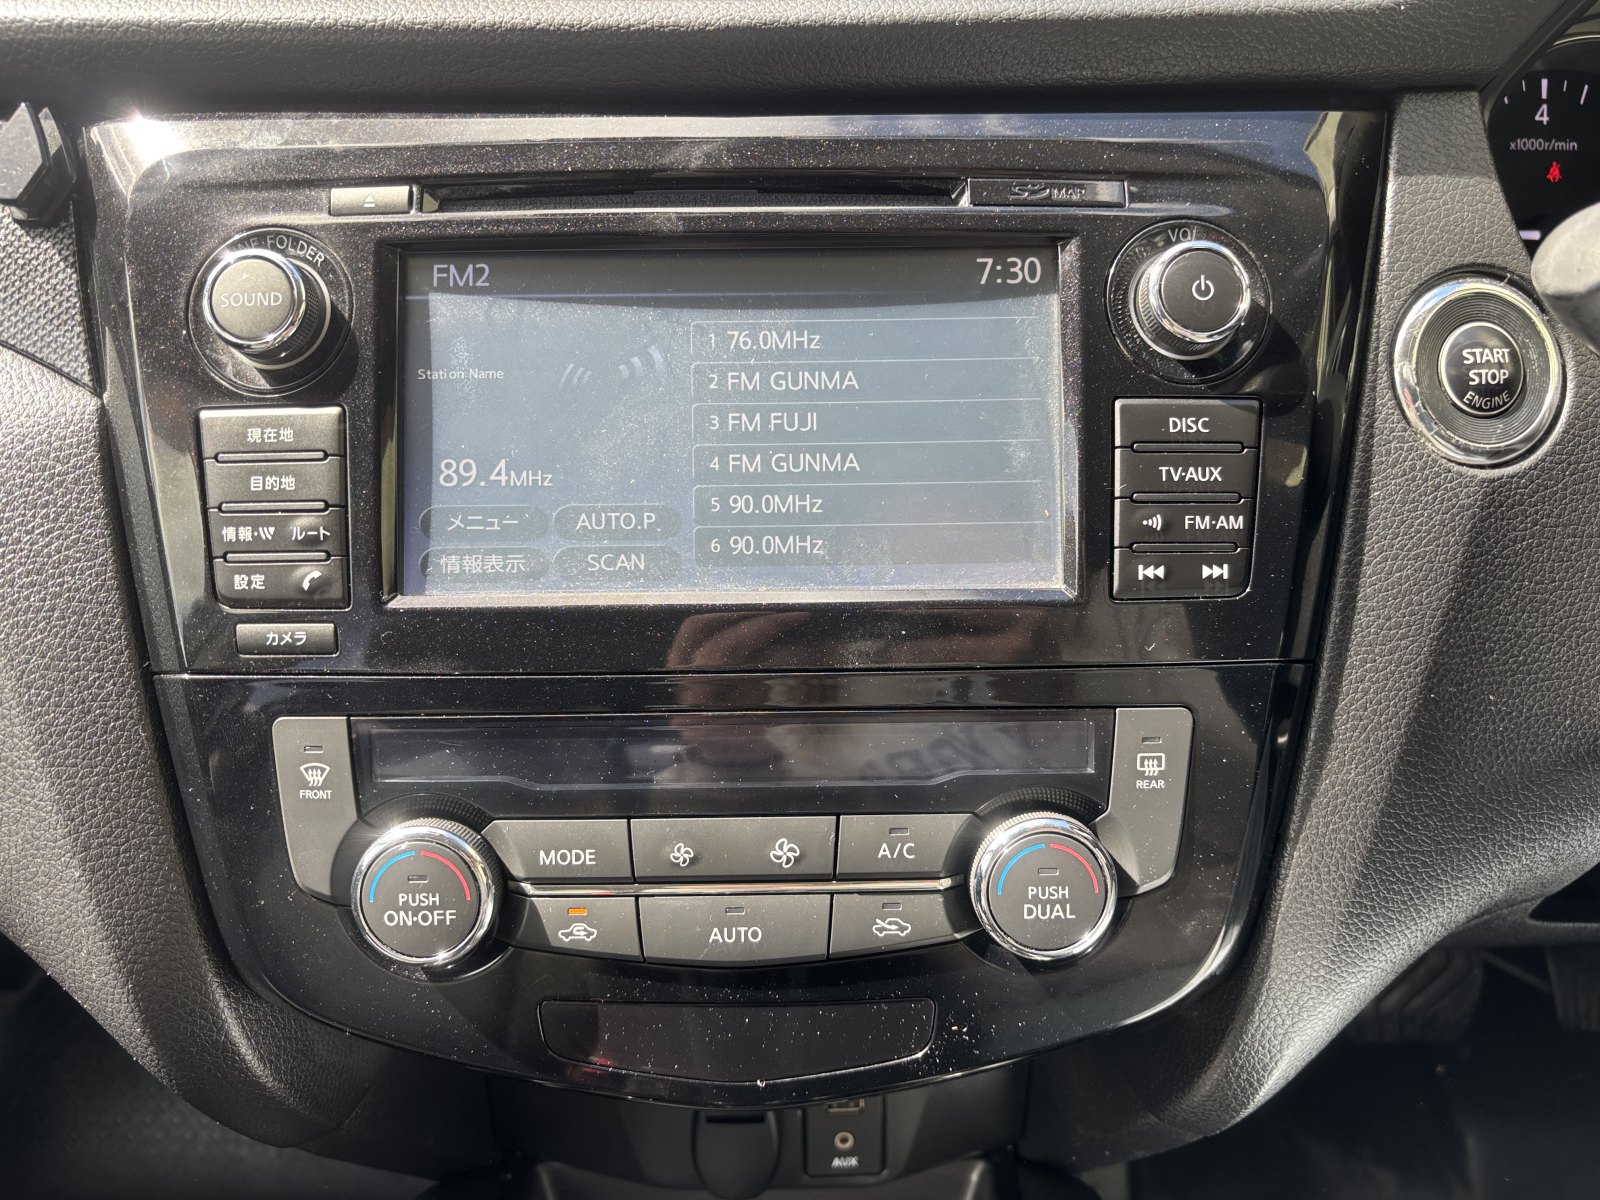 4
x1000r/min
MAP
FOLDER
VOL
SOUND
FM2
7:30
Station Name
89.4MHz
1 76.0MHz
2 FM GUNMA
3 FM FUJI
4 FM GUNMA
5 90.0MHz
6 90.0MHz
メニュー
AUTO.P
情報表示
SCAN
現在地
目的地
情報・
ルート
設定
カメラ
DISC
TV·AUX
FM·AM
START
STOP
ENGINE
FRONT
REAR
MODE
A/C
PUSH
ON·OFF
AUTO
PUSH
DUAL
AUX